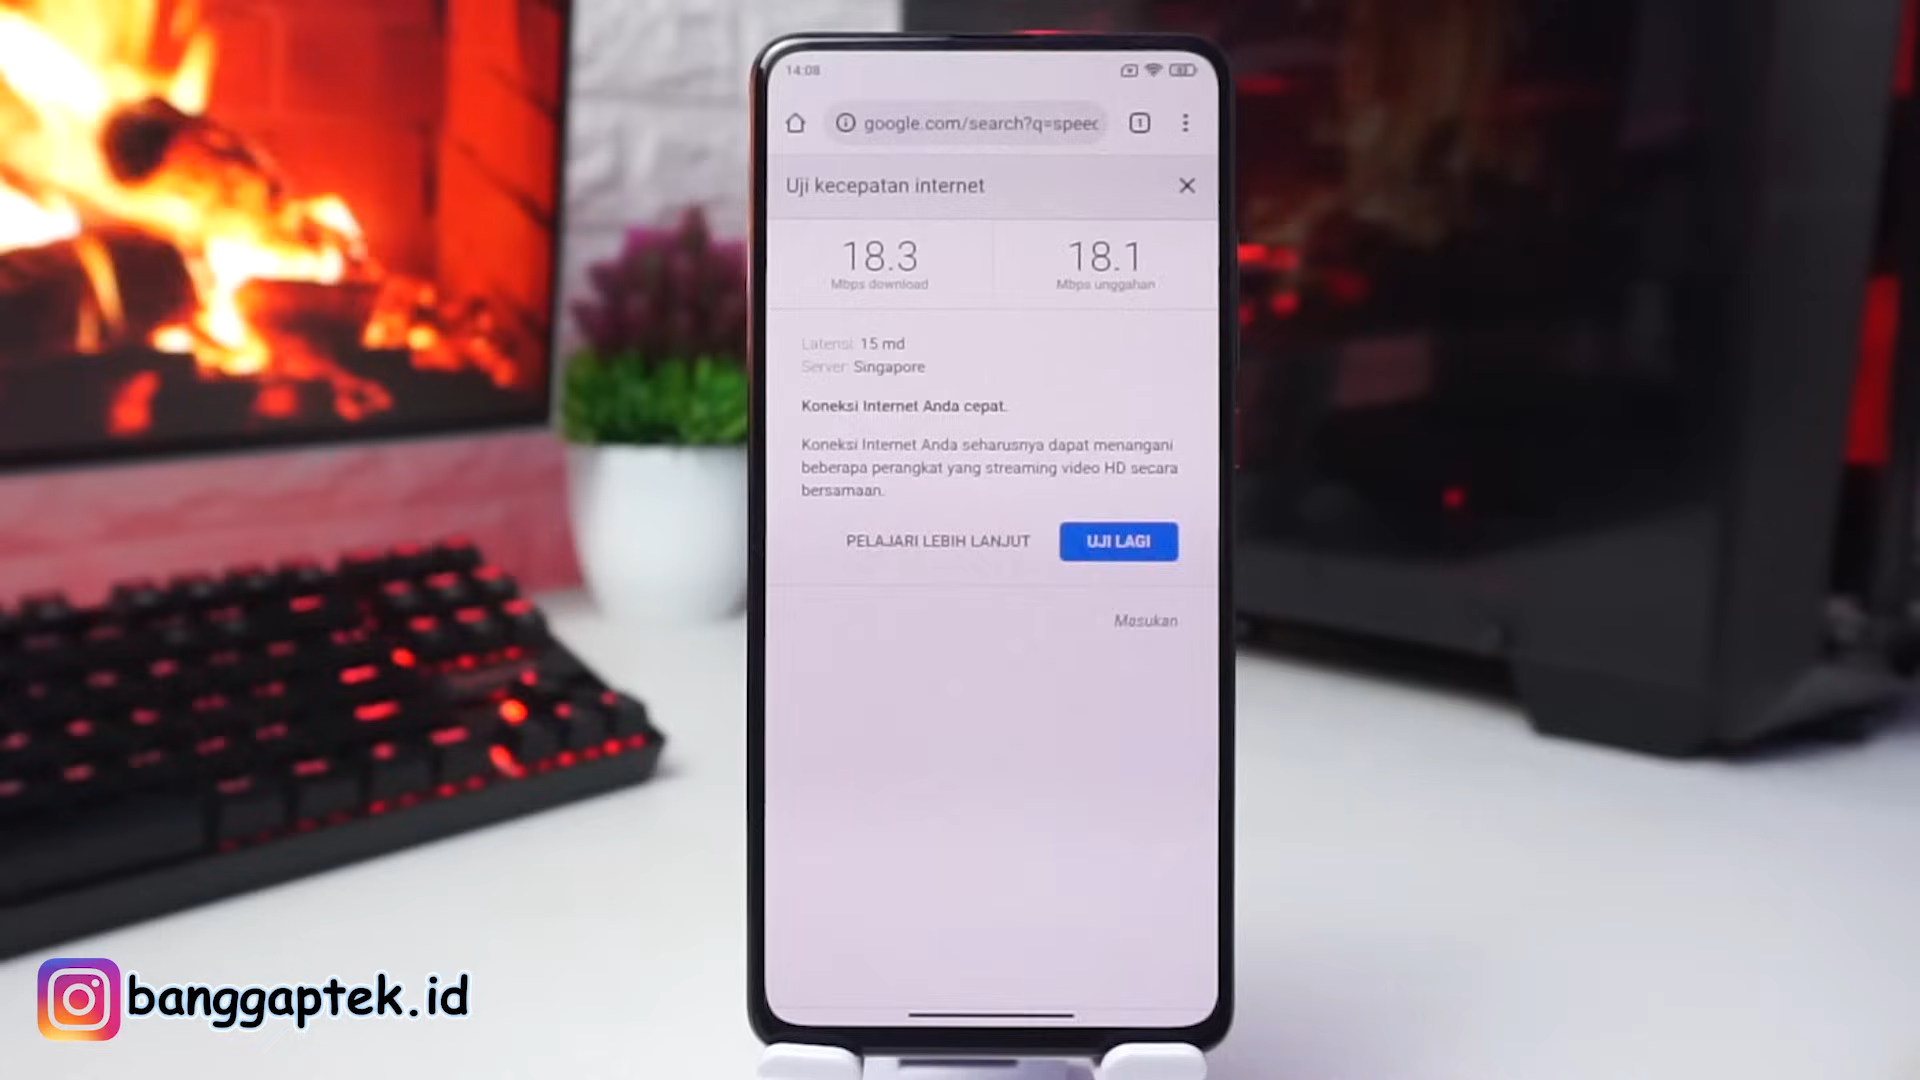 14:08
google.com/search?q=speed
1
Uji kecepatan internet
18.3
Mbps download
18.1
Mbps unggahan
Latensi: 15 md
Server: Singapore
Koneksi Internet Anda cepat.
Koneksi Internet Anda seharusnya dapat menangani
beberapa perangkat yang streaming video HD secara
bersamaan.
PELAJARI LEBIH LANJUT
UJI LAGI
Masukan
banggaptek.id